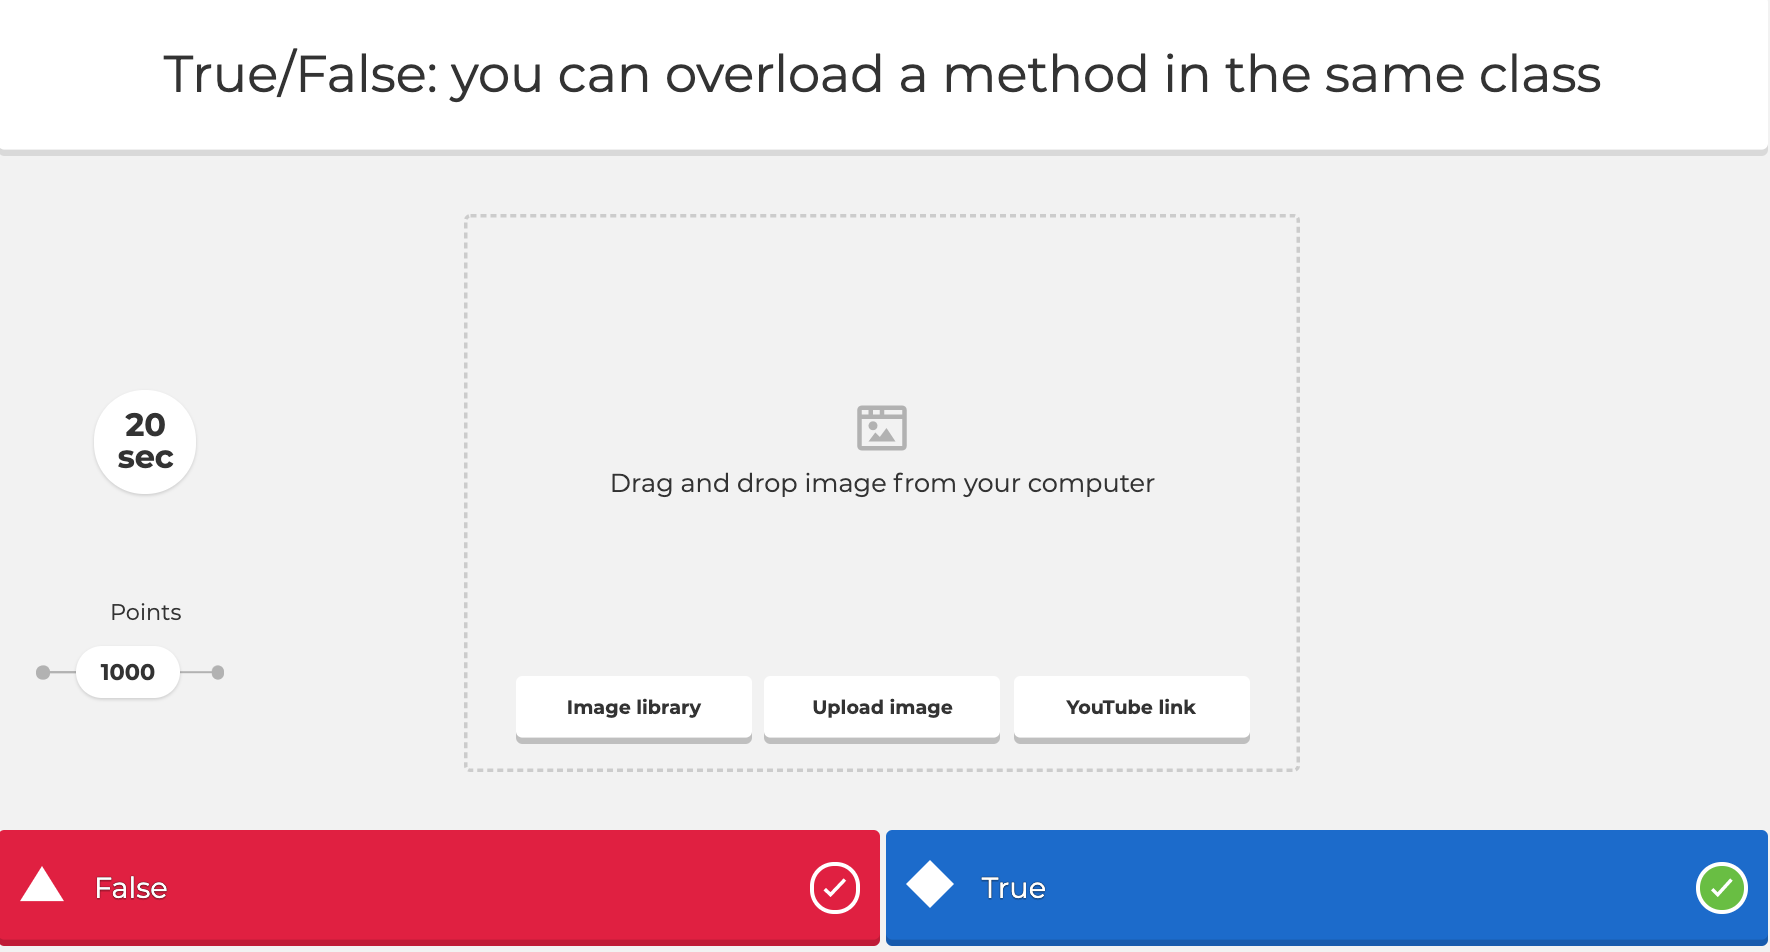 True/False: you can overload a method in the same class
20
sec
Drag and drop image from your computer
Points
1000
Image library
Upload image
YouTube link
False
True